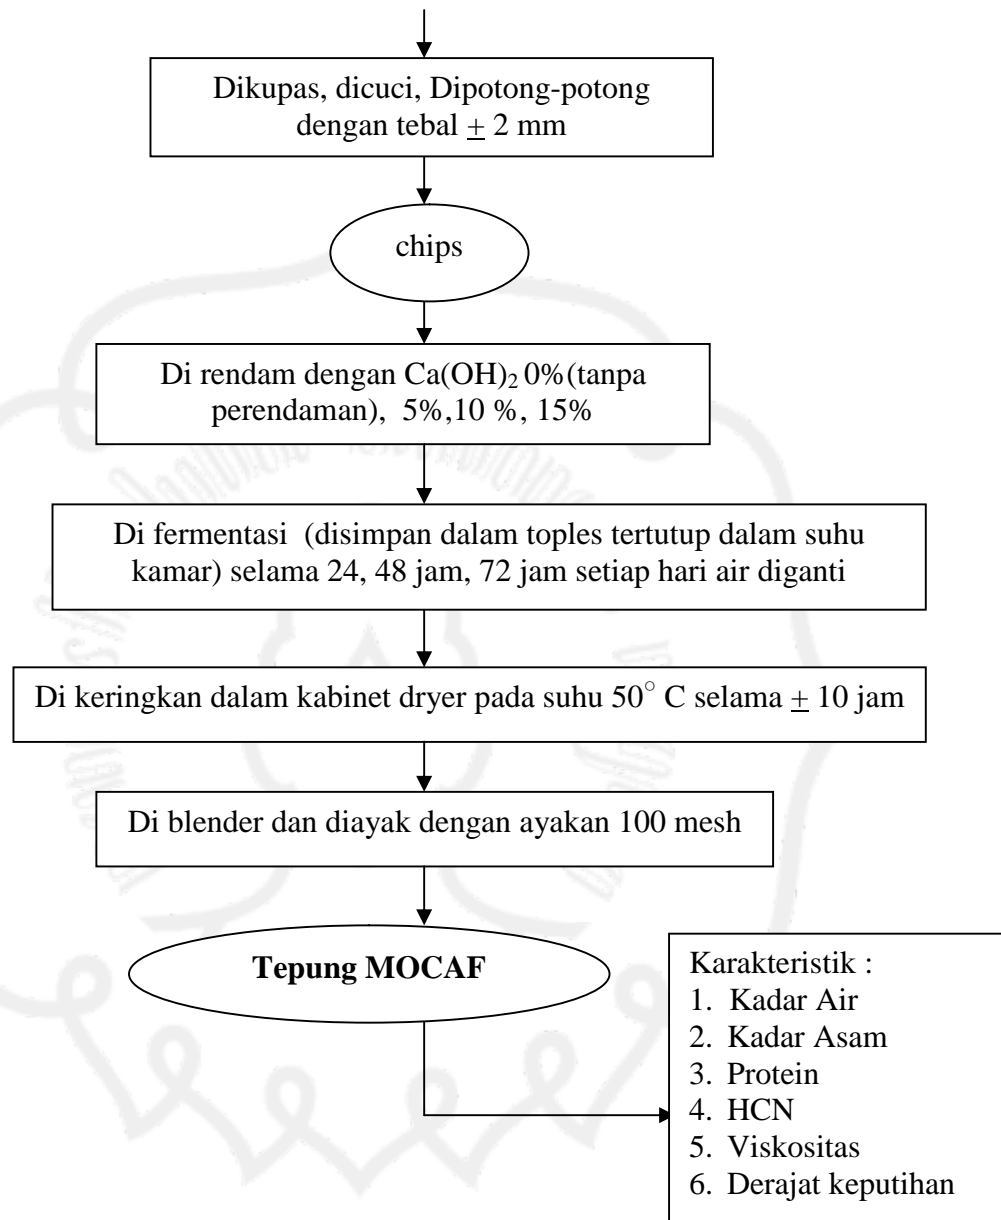 Dikupas, dicuci, Dipotong-potong
dengan tebal ± 2 mm
chips
Di rendam dengan Ca(OH)₂ 0%(tanpa
perendaman), 5%,10 %, 15%
Di fermentasi (disimpan dalam toples tertutup dalam suhu
kamar) selama 24, 48 jam, 72 jam setiap hari air diganti
Di keringkan dalam kabinet dryer pada suhu 50° C selama ± 10 jam
Di blender dan diayak dengan ayakan 100 mesh
Tepung MOCAF
Karakteristik :
1. Kadar Air
2. Kadar Asam
3. Protein
4. HCN
5. Viskositas
6. Derajat keputihan